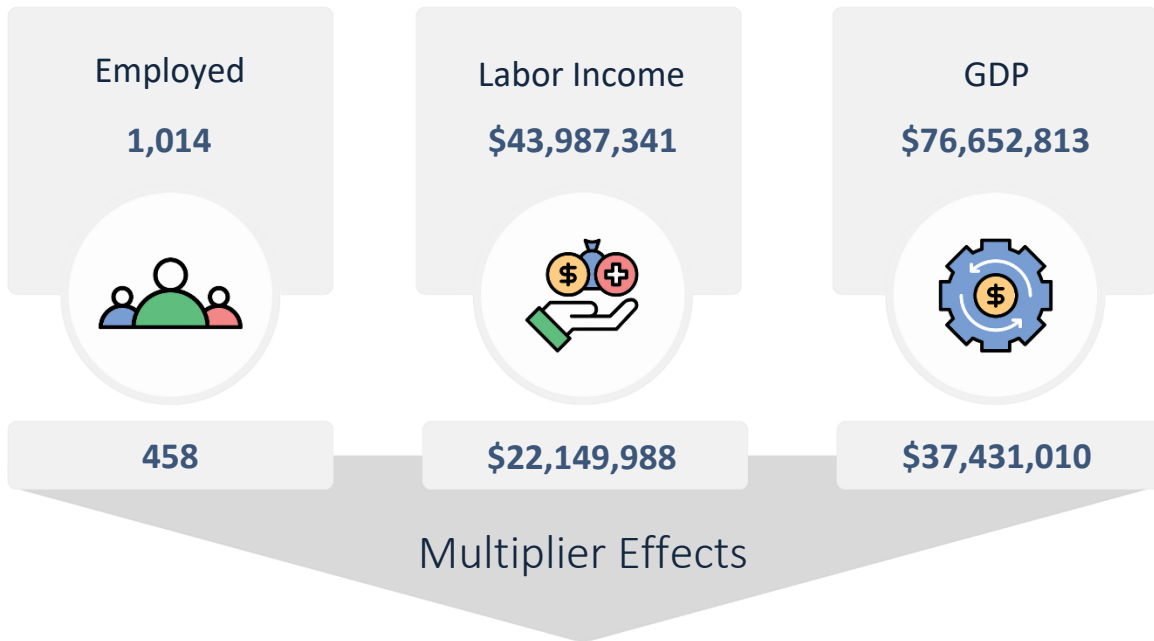 Employed
1,014
Labor Income
$43,987,341
GDP
$76,652,813
$
$
458
$22,149,988
$37,431,010
Multiplier Effects